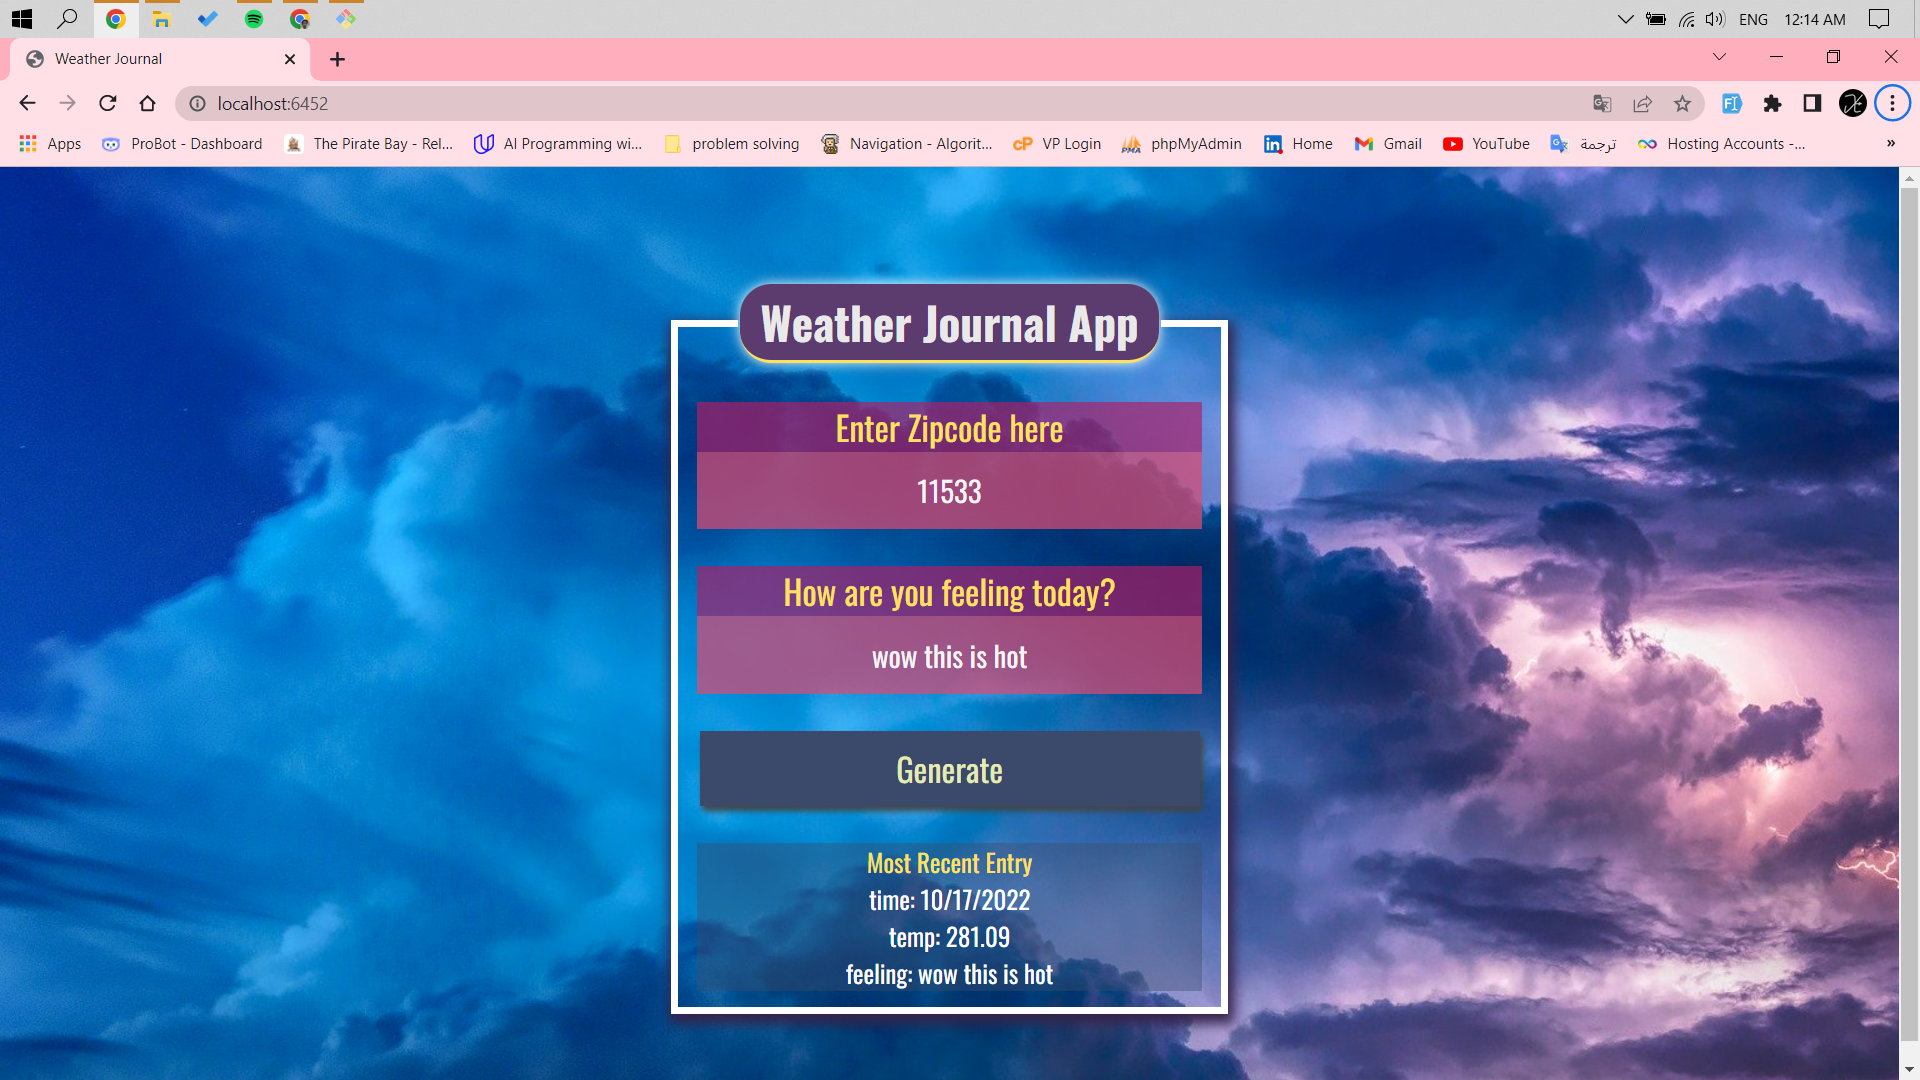 ENG 12:14 AM
Weather Journal
localhost:6452
Apps ProBot - Dashboard The Pirate Bay - Rel... AI Programming wi... problem solving Navigation - Algorit... cP VP Login PMA phpMyAdmin in Home Gmail YouTube ترجمة Hosting Accounts -... »
Weather Journal App
Enter Zipcode here
11533
How are you feeling today?
wow this is hot
Generate
Most Recent Entry
time: 10/17/2022
temp: 281.09
feeling: wow this is hot